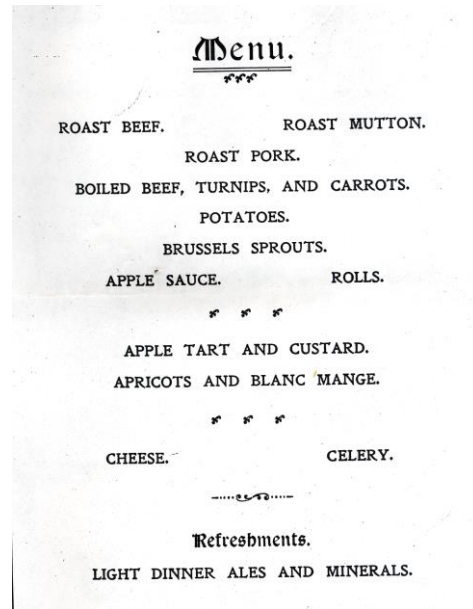 Menu.
ROAST BEEF. ROAST MUTTON.
ROAST PORK.
BOILED BEEF, TURNIPS, AND CARROTS.
POTATOES.
BRUSSELS SPROUTS.
APPLE SAUCE. ROLLS.
APPLE TART AND CUSTARD.
APRICOTS AND BLANC MANGE.
CHEESE. CELERY.
Refreshments.
LIGHT DINNER ALES AND MINERALS.